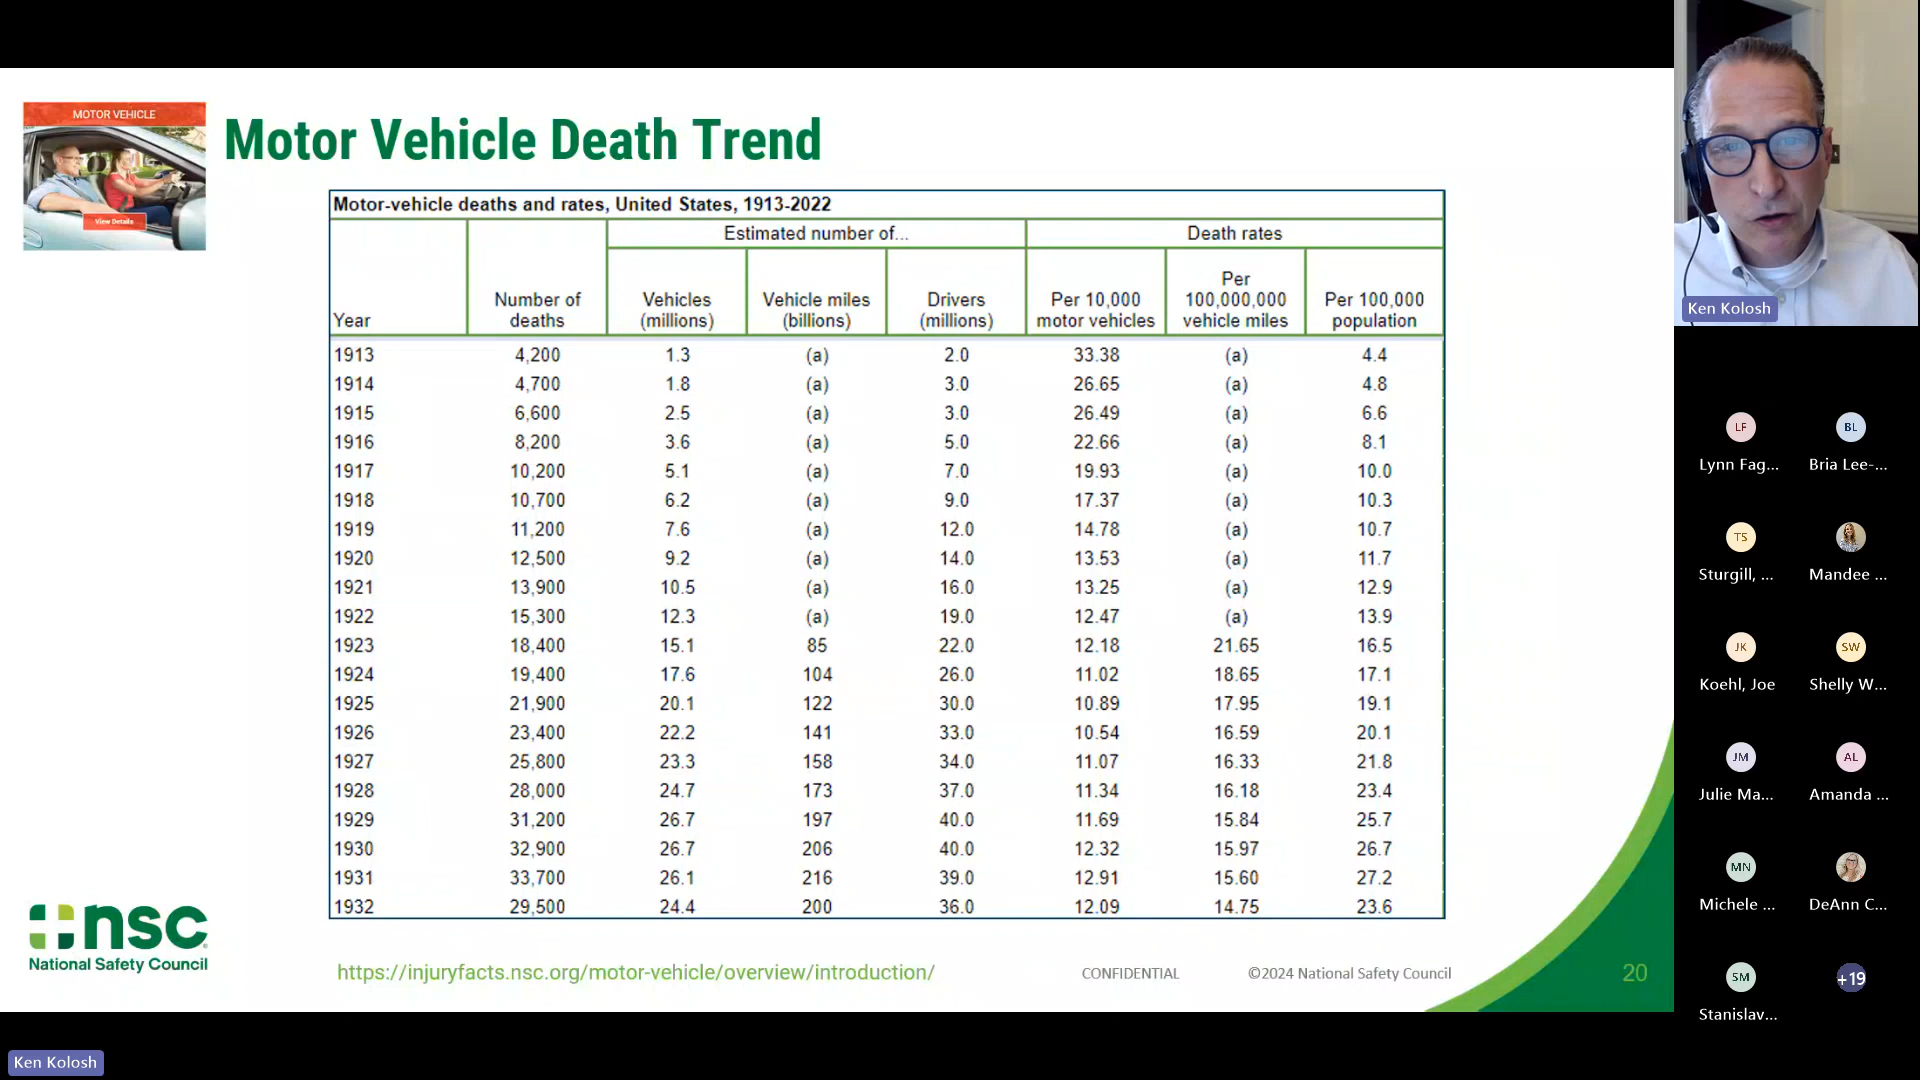 MOTOR VEHICLE
View Details
Motor Vehicle Death Trend
Motor-vehicle deaths and rates, United States, 1913-2022
Estimated number of...
Death rates
Year
Number of deaths
Vehicles (millions)
Vehicle miles (billions)
Drivers (millions)
Per 10,000 motor vehicles
Per 100,000,000 vehicle miles
Per 100,000 population
1913 4,200 1.3 (a) 2.0 33.38 (a) 4.4
1914 4,700 1.8 (a) 3.0 26.65 (a) 4.8
1915 6,600 2.5 (a) 3.0 26.49 (a) 6.6
1916 8,200 3.6 (a) 5.0 22.66 (a) 8.1
1917 10,200 5.1 (a) 7.0 19.93 (a) 10.0
1918 10,700 6.2 (a) 9.0 17.37 (a) 10.3
1919 11,200 7.6 (a) 12.0 14.78 (a) 10.7
1920 12,500 9.2 (a) 14.0 13.53 (a) 11.7
1921 13,900 10.5 (a) 16.0 13.25 (a) 12.9
1922 15,300 12.3 (a) 19.0 12.47 (a) 13.9
1923 18,400 15.1 85 22.0 12.18 21.65 16.5
1924 19,400 17.6 104 26.0 11.02 18.65 17.1
1925 21,900 20.1 122 30.0 10.89 17.95 19.1
1926 23,400 22.2 141 33.0 10.54 16.59 20.1
1927 25,800 23.3 158 34.0 11.07 16.33 21.8
1928 28,000 24.7 173 37.0 11.34 16.18 23.4
1929 31,200 26.7 197 40.0 11.69 15.84 25.7
1930 32,900 26.7 206 40.0 12.32 15.97 26.7
1931 33,700 26.1 216 39.0 12.91 15.60 27.2
1932 29,500 24.4 200 36.0 12.09 14.75 23.6
nsc
National Safety Council
https://injuryfacts.nsc.org/motor-vehicle/overview/introduction/
CONFIDENTIAL
©2024 National Safety Council
20
Ken Kolosh
Ken Kolosh
LF
Lynn Fag...
BL
Bria Lee-...
TS
Sturgill, ...
Mandee ...
JK
Koehl, Joe
SW
Shelly W...
JM
Julie Ma...
AL
Amanda ...
MN
Michele ...
DeAnn C...
SM
Stanislav...
+19